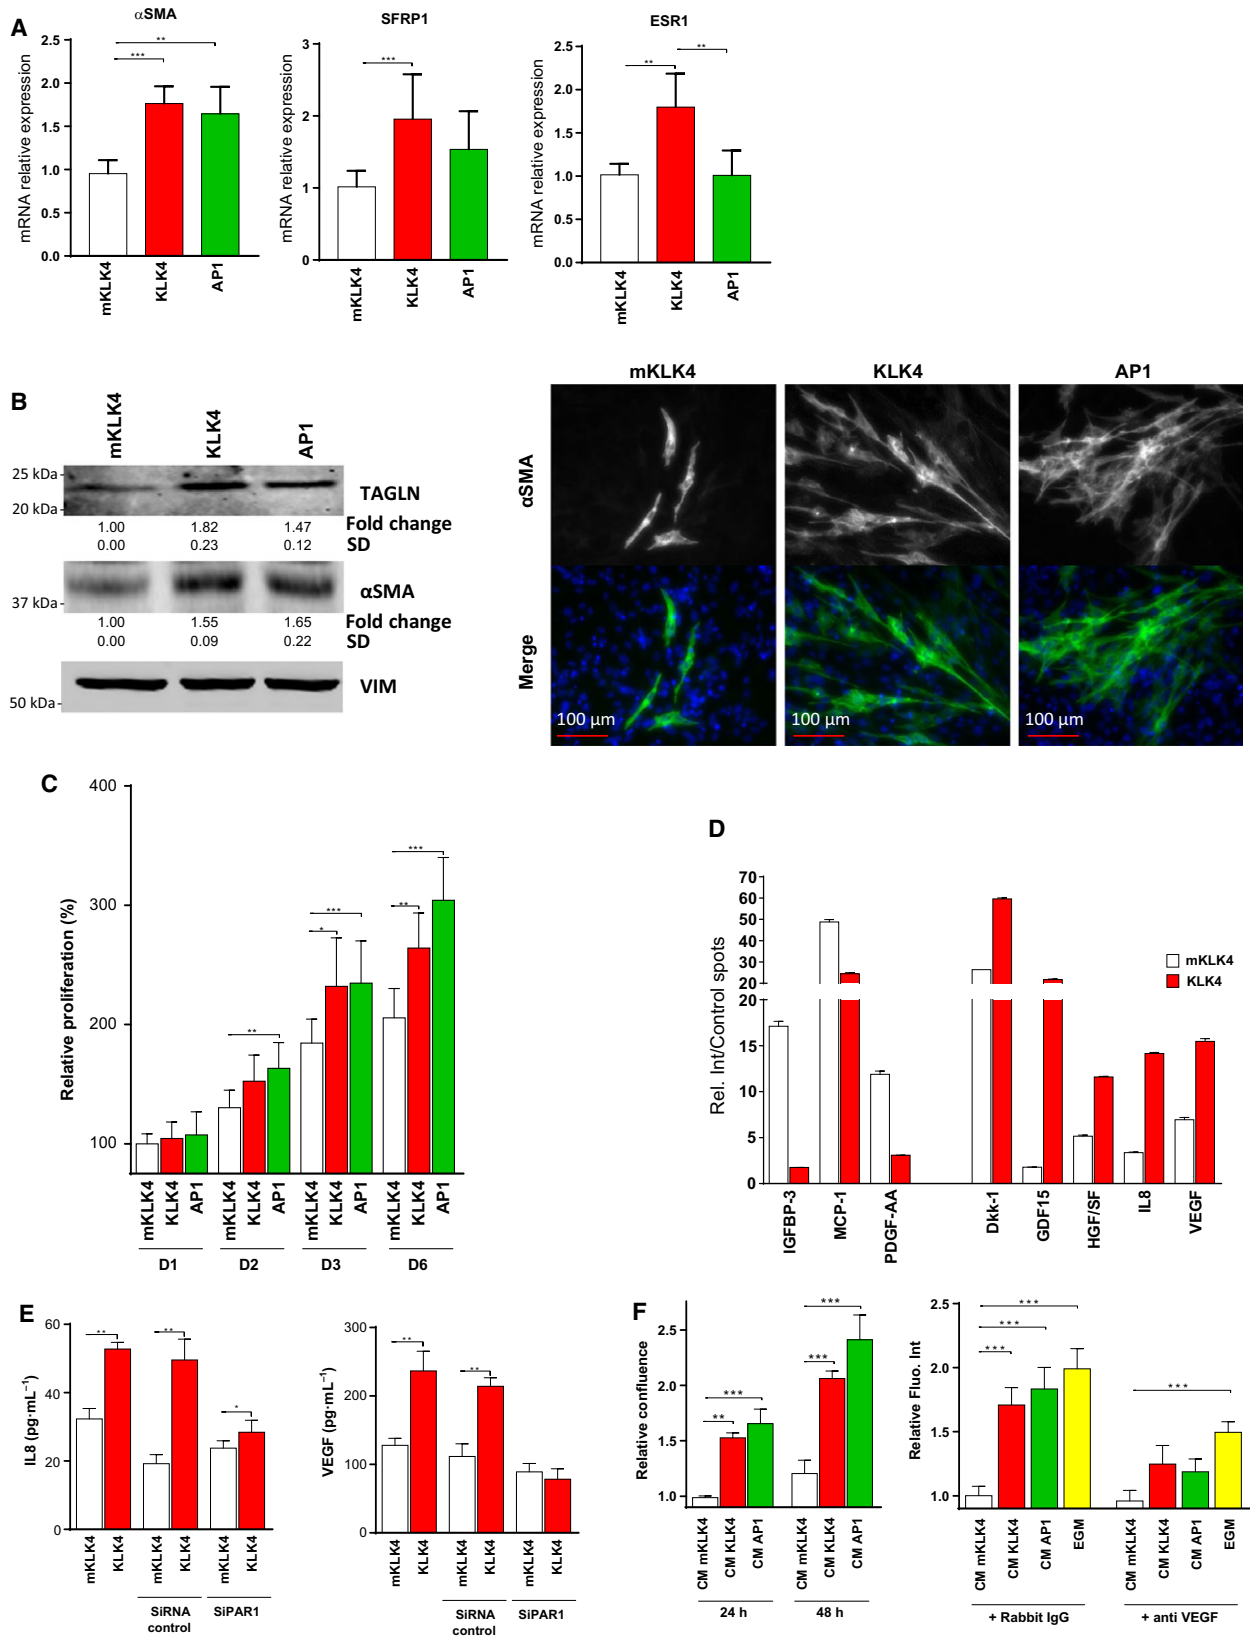 A
αSMA
mRNA relative expression
2.5
2.0
1.5
1.0
0.5
0.0
***
**
mKLK4
KLK4
AP1
SFRP1
mRNA relative expression
3
2
1
0
***
mKLK4
KLK4
AP1
ESR1
mRNA relative expression
2.5
2.0
1.5
1.0
0.5
0.0
**
**
mKLK4
KLK4
AP1
B
mKLK4
KLK4
AP1
25 kDa-
20 kDa-
TAGLN
1.00 1.82 1.47 Fold change
0.00 0.23 0.12 SD
37 kDa-
αSMA
1.00 1.55 1.65 Fold change
0.00 0.09 0.22 SD
50 kDa-
VIM
mKLK4 KLK4 AP1
αSMA
Merge
100 µm
100 µm
100 µm
C
Relative proliferation (%)
400
300
200
100
**
*
***
**
***
mKLK4
KLK4
AP1
mKLK4
KLK4
AP1
mKLK4
KLK4
AP1
mKLK4
KLK4
AP1
D1 D2 D3 D6
D
Rel. Int/Control spots
70
60
50
40
30
20
20
15
10
5
0
mKLK4
KLK4
IGFBP-3
MCP-1
PDGF-AA
Dkk-1
GDF15
HGF/SF
IL8
VEGF
E
IL8 (pg·mL⁻¹)
60
40
20
0
**
**
*
mKLK4
KLK4
mKLK4
KLK4
mKLK4
KLK4
SiRNA
control
SiPAR1
VEGF (pg·mL⁻¹)
300
200
100
0
**
**
mKLK4
KLK4
mKLK4
KLK4
mKLK4
KLK4
SiRNA
control
SiPAR1
F
Relative confluence
2.5
2.0
1.5
1.0
**
***
***
***
CM mKLK4
CM KLK4
CM AP1
CM mKLK4
CM KLK4
CM AP1
24 h
48 h
Relative Fluo. Int
2.5
2.0
1.5
1.0
***
***
***
***
CM mKLK4
CM KLK4
CM AP1
EGM
CM mKLK4
CM KLK4
CM AP1
EGM
+ Rabbit IgG
+ anti VEGF